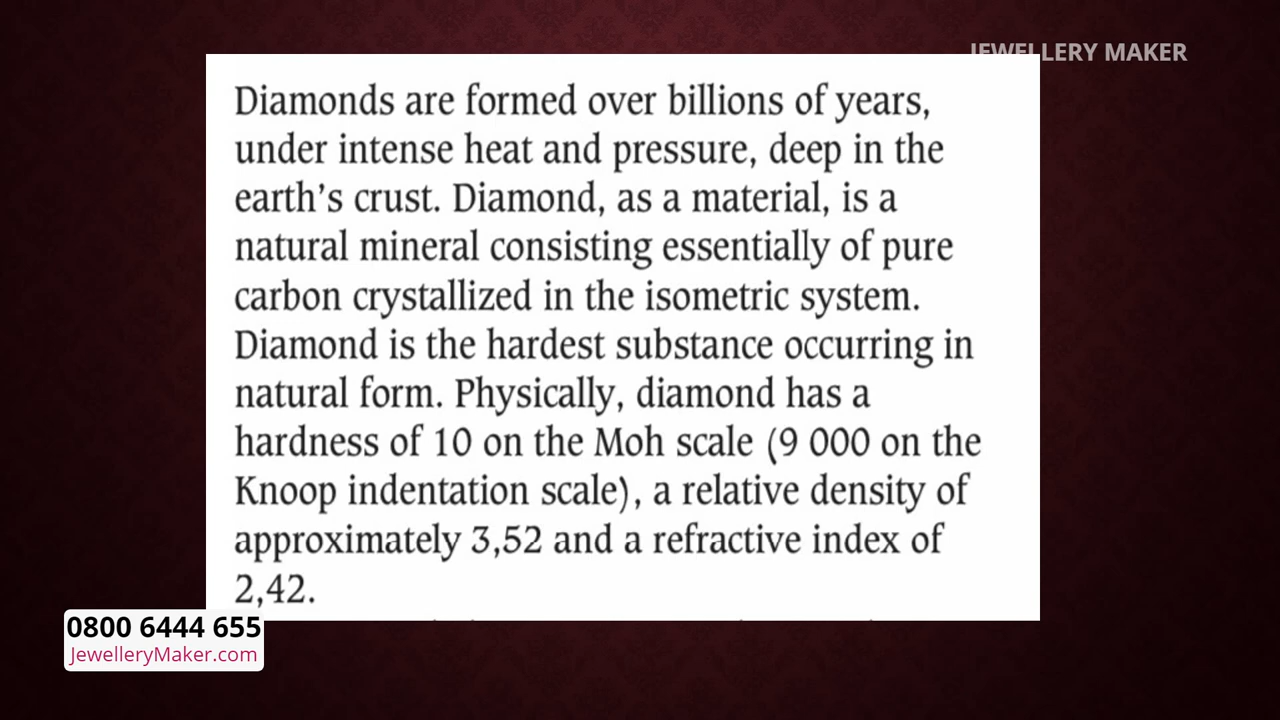 JEWELLERY MAKER
Diamonds are formed over billions of years,
under intense heat and pressure, deep in the
earth’s crust. Diamond, as a material, is a
natural mineral consisting essentially of pure
carbon crystallized in the isometric system.
Diamond is the hardest substance occurring in
natural form. Physically, diamond has a
hardness of 10 on the Moh scale (9 000 on the
Knoop indentation scale), a relative density of
approximately 3,52 and a refractive index of
2,42.
0800 6444 655
JewelleryMaker.com